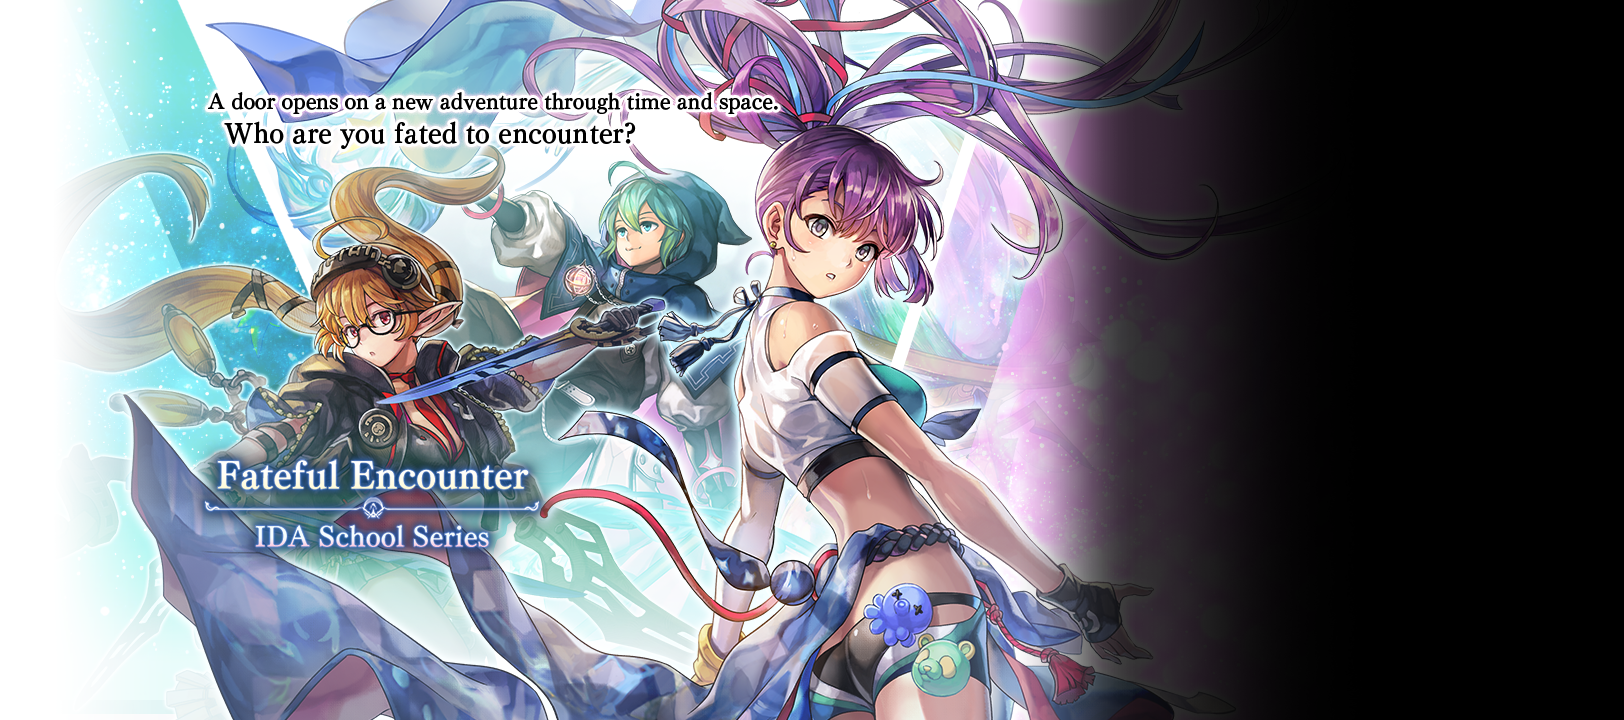 A door opens on a new adventure through time and space.
Who are you fated to encounter?
Fateful Encounter
IDA School Series